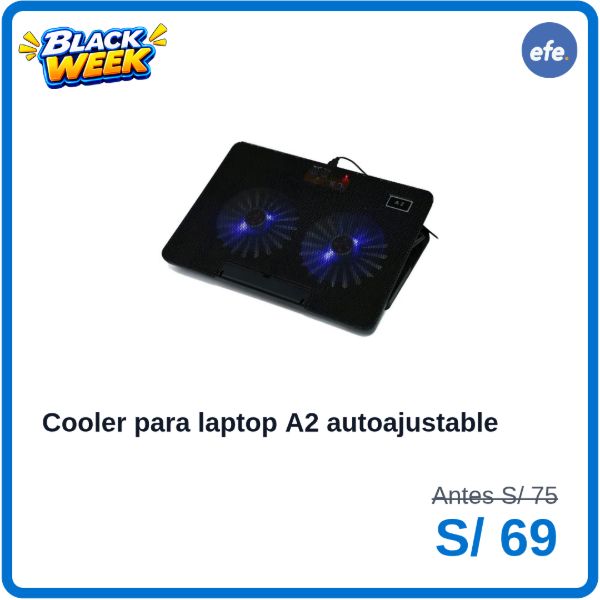 BLACK
WEEK
efe.
A2
Cooler para laptop A2 autoajustable
Antes S/ 75
S/ 69